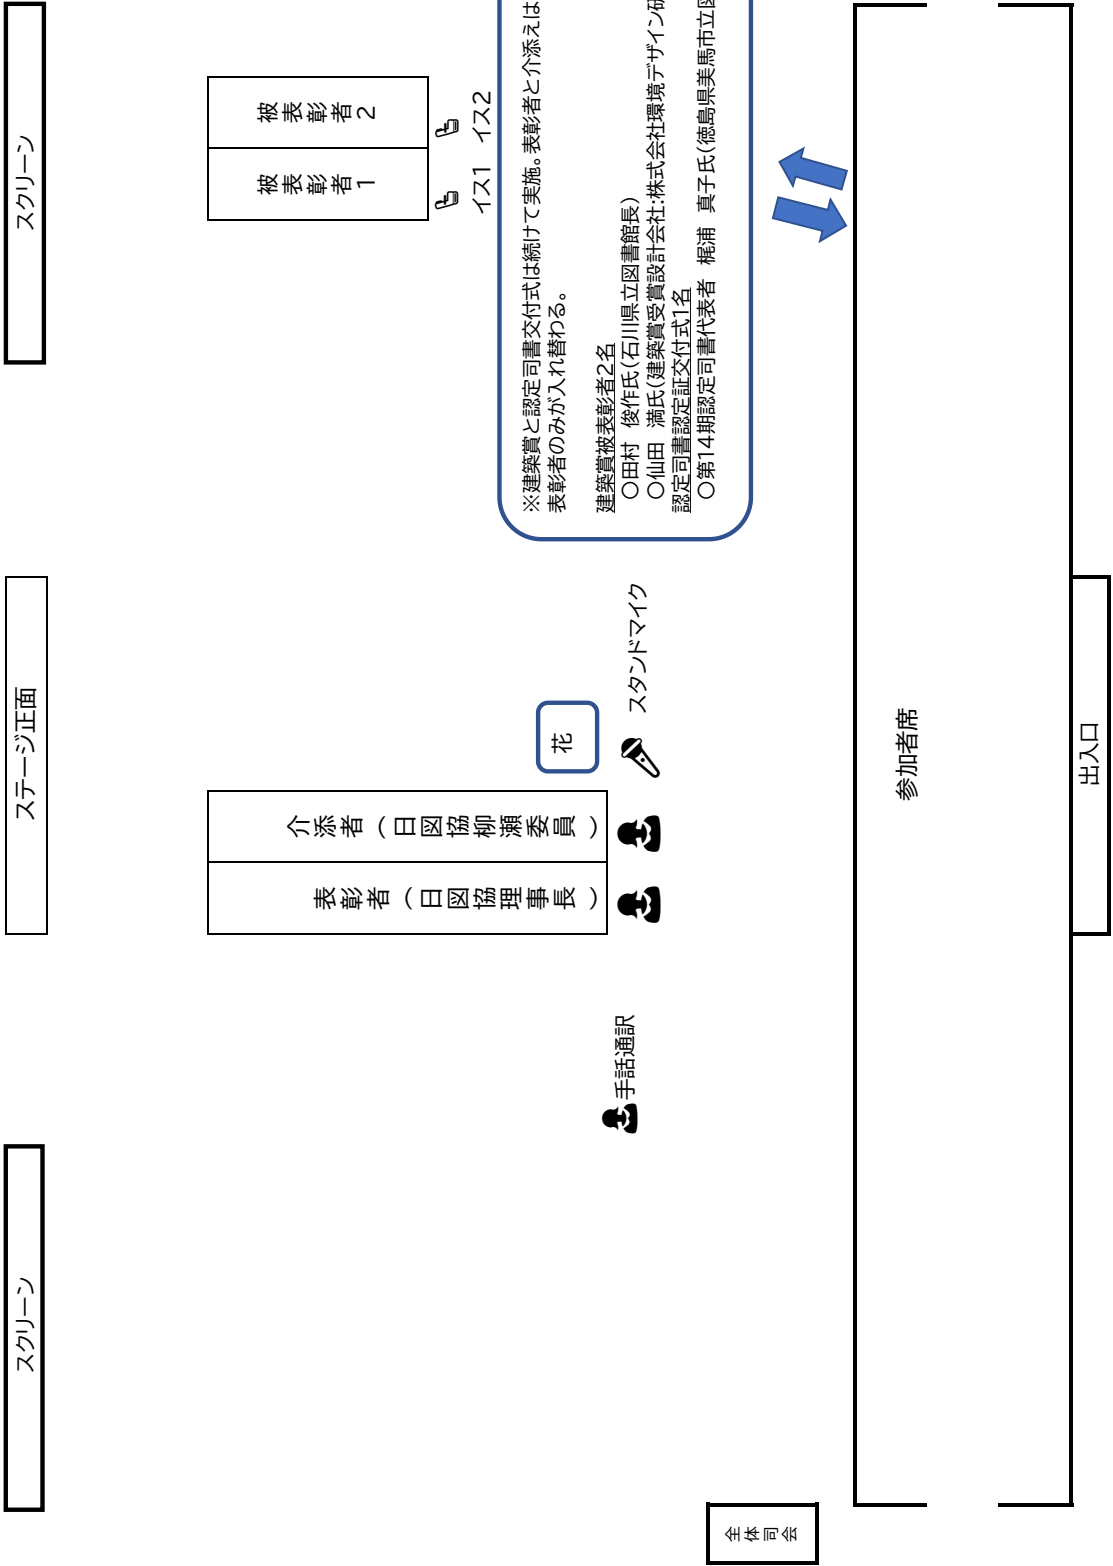 スクリーン
ステージ正面
スクリーン
表彰者（日図協理事長）
介添者（日図協柳瀬委員）
被表彰者1
被表彰者2
イス1
イス2
花
スタンドマイク
手話通訳
※建築賞と認定司書交付式は続けて実施。表彰者と介添えは
表彰者のみが入れ替わる。
建築賞被表彰者2名
〇田村 俊作氏(石川県立図書館長)
〇仙田 満氏(建築賞受賞設計会社:株式会社環境デザイン研
認定司書認定証交付式1名
〇第14期認定司書代表者 梶浦 真子氏(徳島県美馬市立図
全体司会
参加者席
出入口